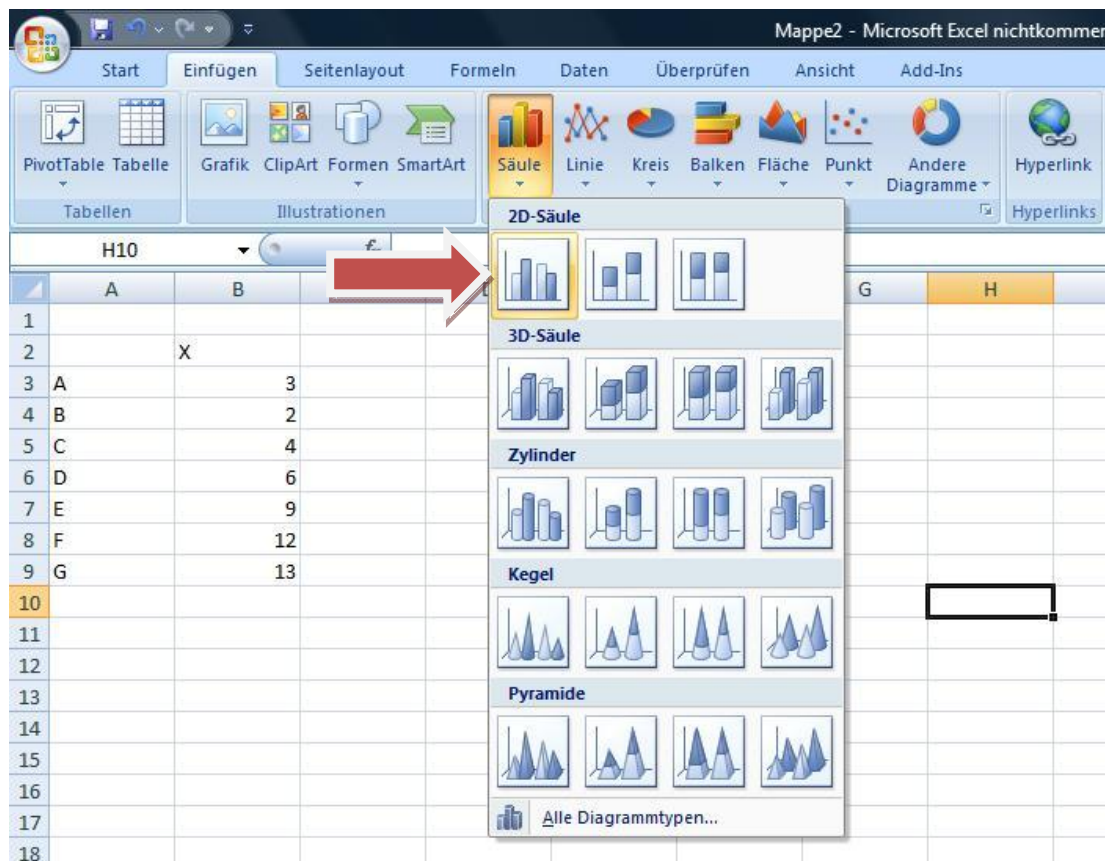 Mappe2 - Microsoft Excel nichtkommer
Start Einfügen Seitenlayout Formeln Daten Überprüfen Ansicht Add-Ins
PivotTable Tabelle Grafik ClipArt Formen SmartArt Säule Linie Kreis Balken Fläche Punkt Andere Diagramme Hyperlink
Tabellen Illustrationen Hyperlinks
H10
A B G H
1
2 X
3 A 3
4 B 2
5 C 4
6 D 6
7 E 9
8 F 12
9 G 13
10
11
12
13
14
15
16
17
18
2D-Säule
3D-Säule
Zylinder
Kegel
Pyramide
Alle Diagrammtypen...